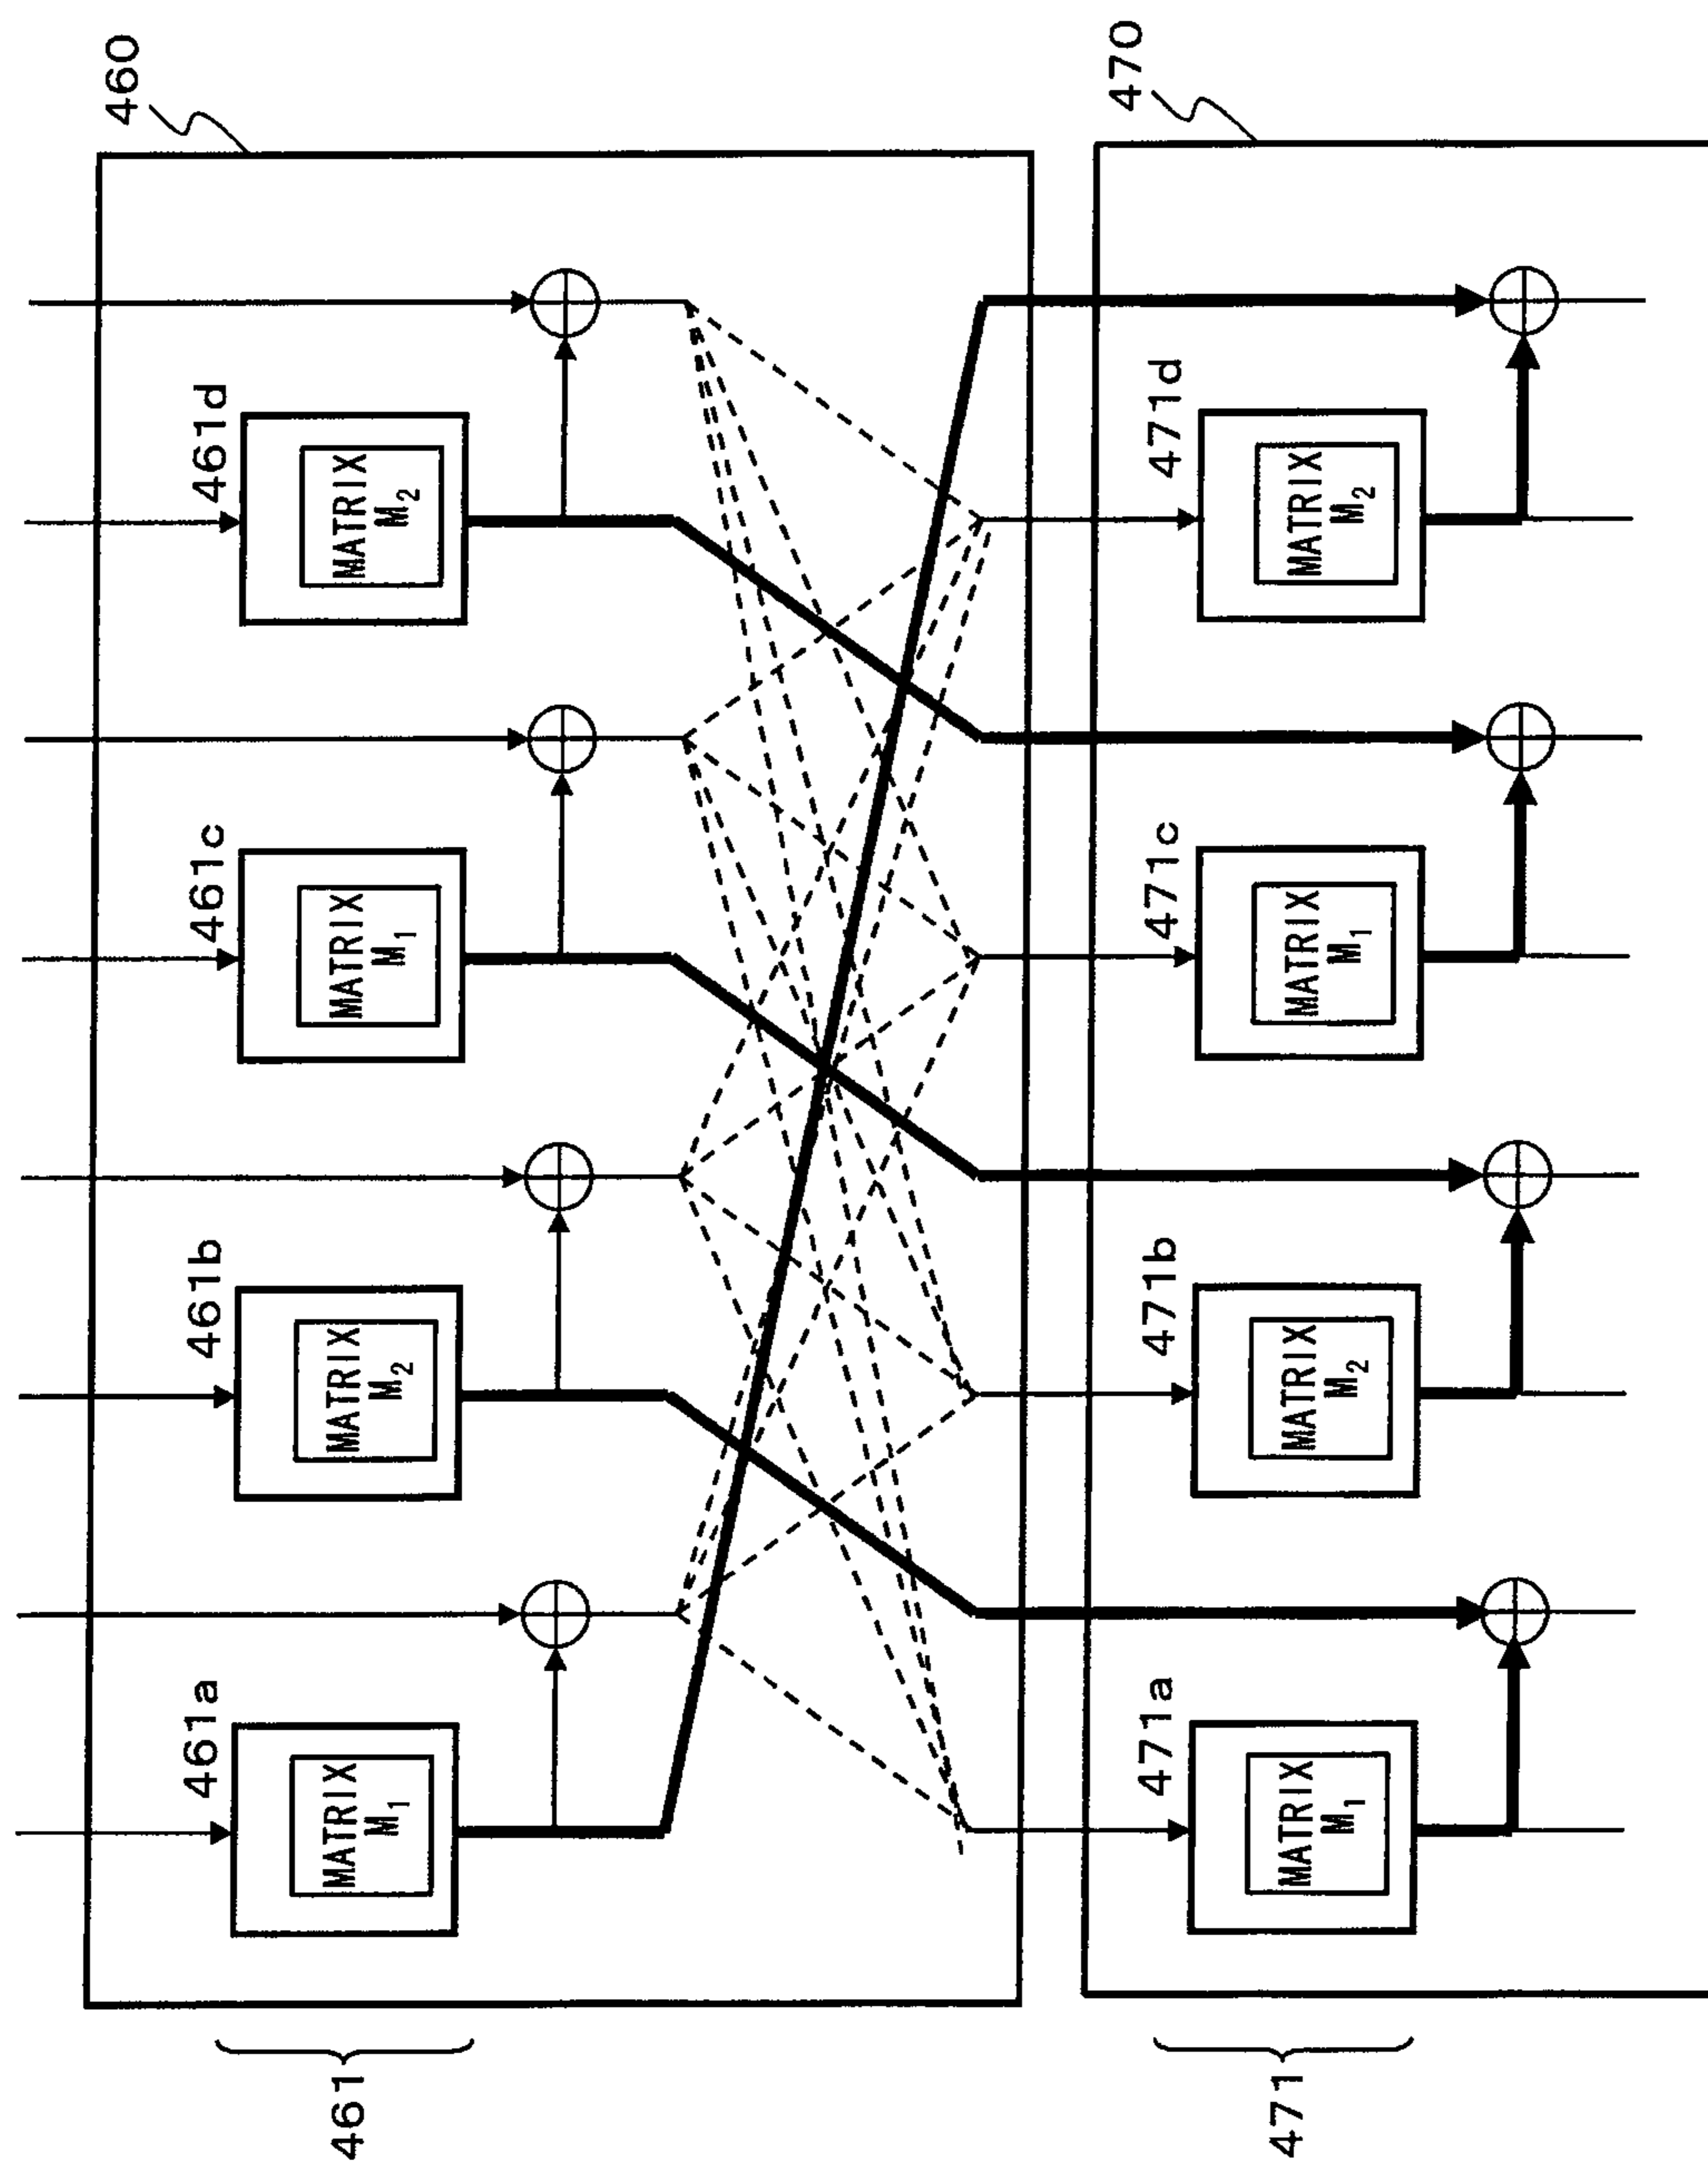 460
461
461a
MATRIX
M1
461b
MATRIX
M2
461c
MATRIX
M1
461d
MATRIX
M2
470
471
471a
MATRIX
M1
471b
MATRIX
M2
471c
MATRIX
M1
471d
MATRIX
M2